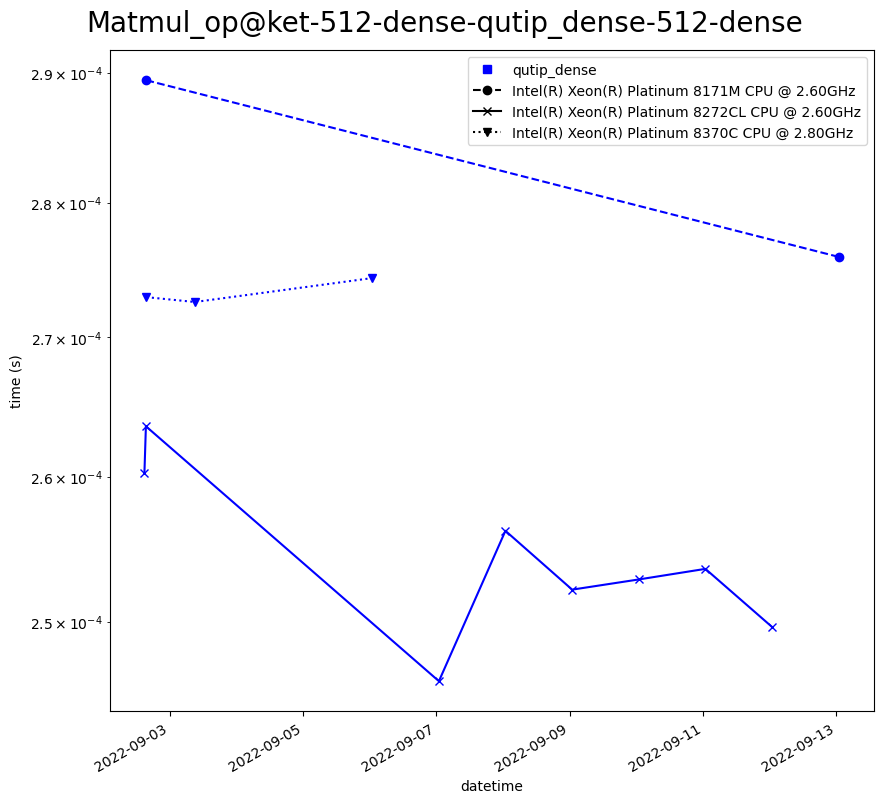 Matmul_op@ket-512-dense-qutip_dense-512-dense
qutip_dense
Intel(R) Xeon(R) Platinum 8171M CPU @ 2.60GHz
Intel(R) Xeon(R) Platinum 8272CL CPU @ 2.60GHz
Intel(R) Xeon(R) Platinum 8370C CPU @ 2.80GHz
2.9 × 10⁻⁴
2.8 × 10⁻⁴
2.7 × 10⁻⁴
2.6 × 10⁻⁴
2.5 × 10⁻⁴
time (s)
2022-09-03
2022-09-05
2022-09-07
2022-09-09
2022-09-11
2022-09-13
datetime